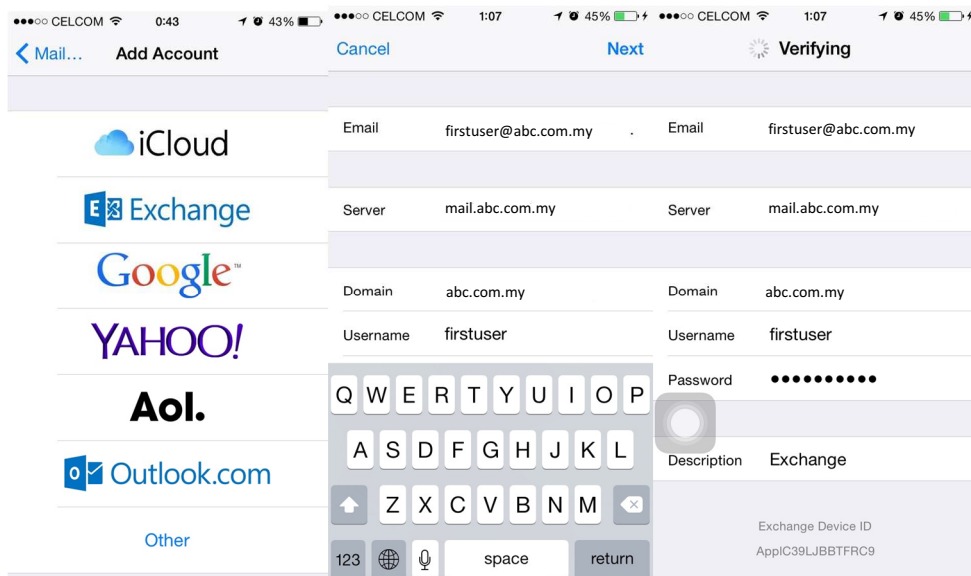 CELCOM 0:43 43%
Mail... Add Account
iCloud
Exchange
Google™
YAHOO!
Aol.
Outlook.com
Other
CELCOM 1:07 45%
Cancel Next
Email firstuser@abc.com.my .
Server mail.abc.com.my
Domain abc.com.my
Username firstuser
Q W E R T Y U I O P
A S D F G H J K L
Z X C V B N M
123 space return
CELCOM 1:07 45%
Verifying
Email firstuser@abc.com.my
Server mail.abc.com.my
Domain abc.com.my
Username firstuser
Password ●●●●●●●●●●
Description Exchange
Exchange Device ID
ApplC39LJBBTFRC9